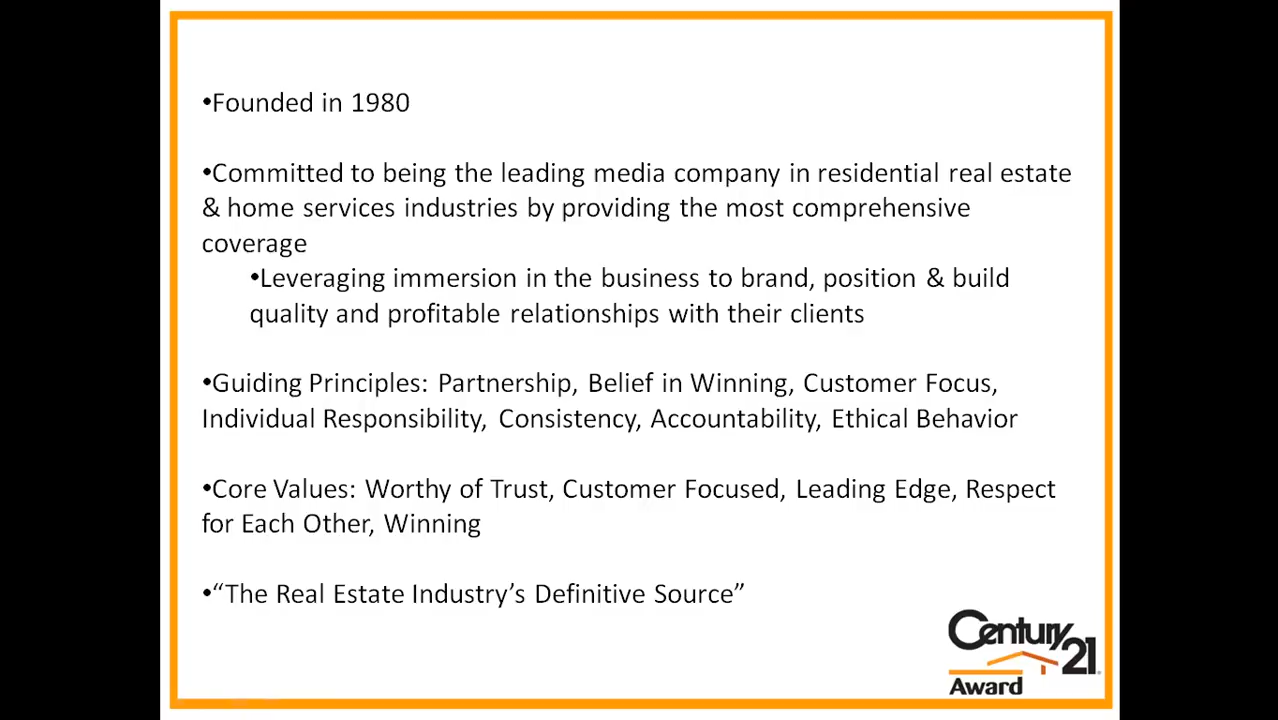 •Founded in 1980
•Committed to being the leading media company in residential real estate
& home services industries by providing the most comprehensive
coverage
•Leveraging immersion in the business to brand, position & build
quality and profitable relationships with their clients
•Guiding Principles: Partnership, Belief in Winning, Customer Focus,
Individual Responsibility, Consistency, Accountability, Ethical Behavior
•Core Values: Worthy of Trust, Customer Focused, Leading Edge, Respect
for Each Other, Winning
•“The Real Estate Industry’s Definitive Source”
Century
21
Award